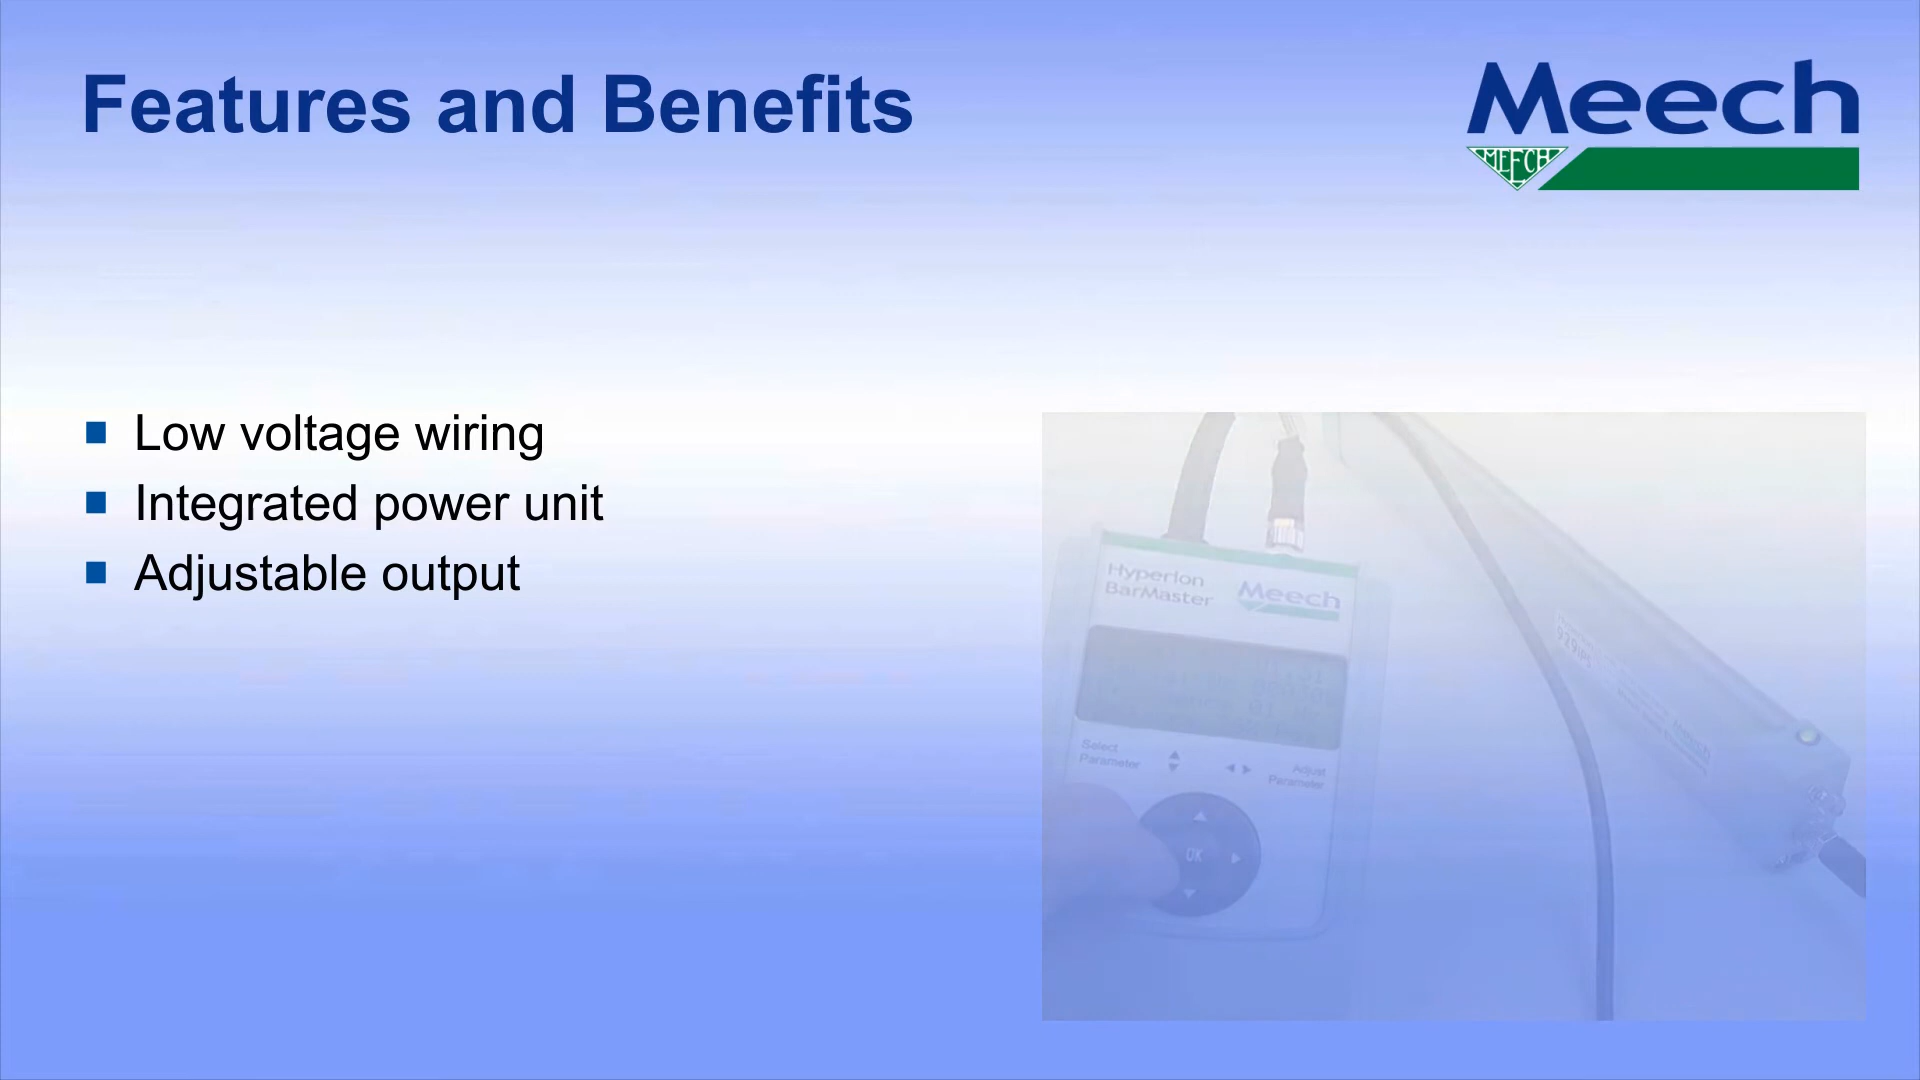 Features and Benefits
Meech
MEECH
Low voltage wiring
Integrated power unit
Adjustable output
Hyperion
BarMaster
Meech
Select
Parameter
Adjust
Parameter
OK
929IPS